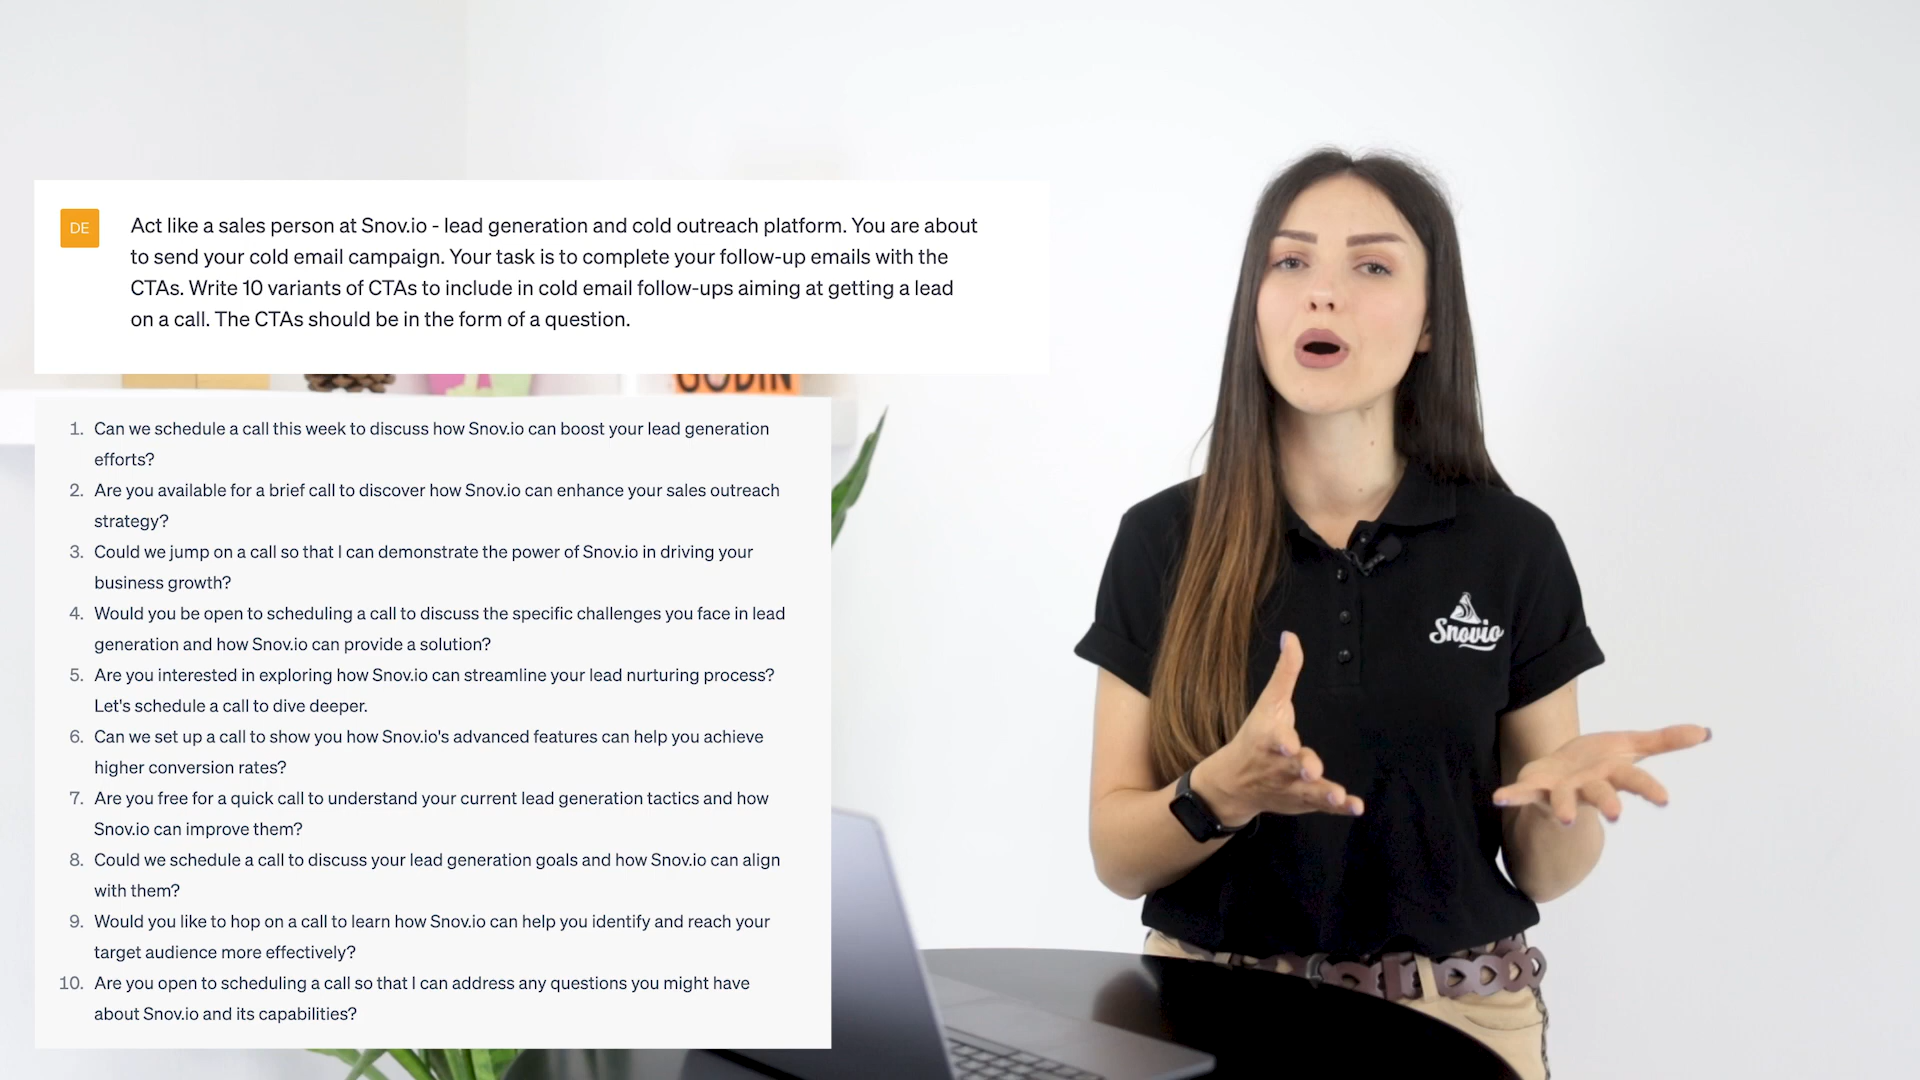 DE
Act like a sales person at Snov.io - lead generation and cold outreach platform. You are about
to send your cold email campaign. Your task is to complete your follow-up emails with the
CTAs. Write 10 variants of CTAs to include in cold email follow-ups aiming at getting a lead
on a call. The CTAs should be in the form of a question.
GODIN
1. Can we schedule a call this week to discuss how Snov.io can boost your lead generation
efforts?
2. Are you available for a brief call to discover how Snov.io can enhance your sales outreach
strategy?
3. Could we jump on a call so that I can demonstrate the power of Snov.io in driving your
business growth?
4. Would you be open to scheduling a call to discuss the specific challenges you face in lead
generation and how Snov.io can provide a solution?
5. Are you interested in exploring how Snov.io can streamline your lead nurturing process?
Let's schedule a call to dive deeper.
6. Can we set up a call to show you how Snov.io's advanced features can help you achieve
higher conversion rates?
7. Are you free for a quick call to understand your current lead generation tactics and how
Snov.io can improve them?
8. Could we schedule a call to discuss your lead generation goals and how Snov.io can align
with them?
9. Would you like to hop on a call to learn how Snov.io can help you identify and reach your
target audience more effectively?
10. Are you open to scheduling a call so that I can address any questions you might have
about Snov.io and its capabilities?
Snovio